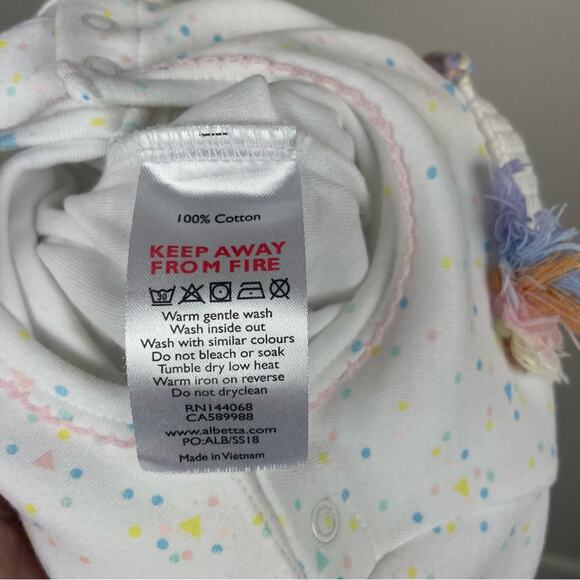 100% Cotton
KEEP AWAY
FROM FIRE
30
Warm gentle wash
Wash inside out
Wash with similar colours
Do not bleach or soak
Tumble dry low heat
Warm iron on reverse
Do not dryclean
RN144068
CA589988
www.albetta.com
PO:ALB/SS18
Made in Vietnam